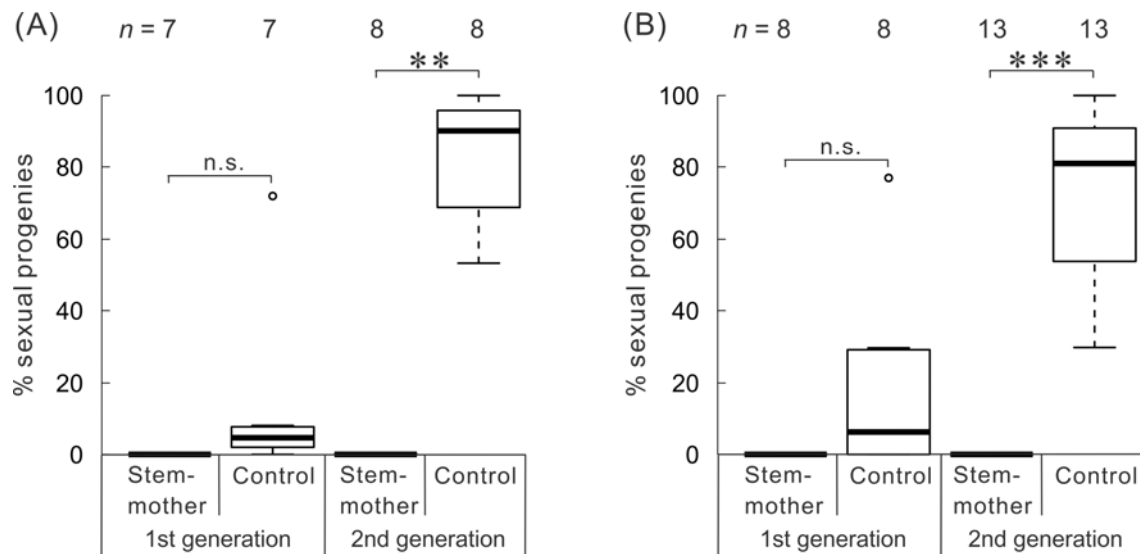 (A) n = 7 7 8 8
**
n.s.
% sexual progenies
100
80
60
40
20
0
Stem-mother
Control
Stem-mother
Control
1st generation
2nd generation
(B) n = 8 8 13 13
***
n.s.
% sexual progenies
100
80
60
40
20
0
Stem-mother
Control
Stem-mother
Control
1st generation
2nd generation